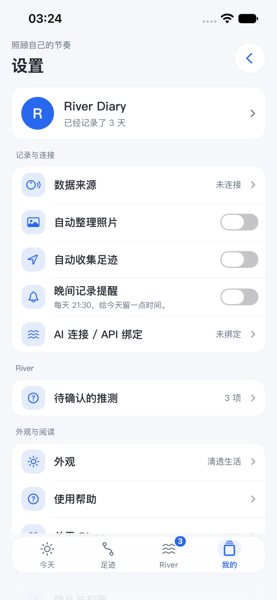 03:24
照顾自己的节奏
设置
R
River Diary
已经记录了 3 天
记录与连接
数据来源
未连接
自动整理照片
自动收集足迹
晚间记录提醒
每天 21:30，给今天留一点时间。
AI 连接 / API 绑定
未绑定
River
待确认的推测
3 项
外观与阅读
外观
清透生活
使用帮助
3
今天
足迹
River
我的